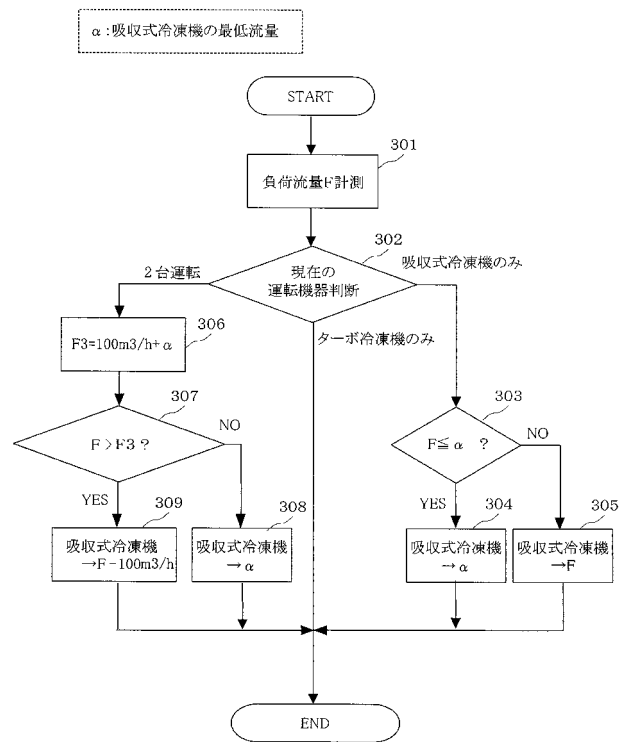 α:吸収式冷凍機の最低流量
START
301
負荷流量F計測
302
現在の
運転機器判断
2台運転
吸収式冷凍機のみ
ターボ冷凍機のみ
306
F3=100m3/h+α
307
F>F3?
NO
YES
303
F≦α ?
NO
YES
309
吸収式冷凍機
→F-100m3/h
308
吸収式冷凍機
→α
304
吸収式冷凍機
→α
305
吸収式冷凍機
→F
END